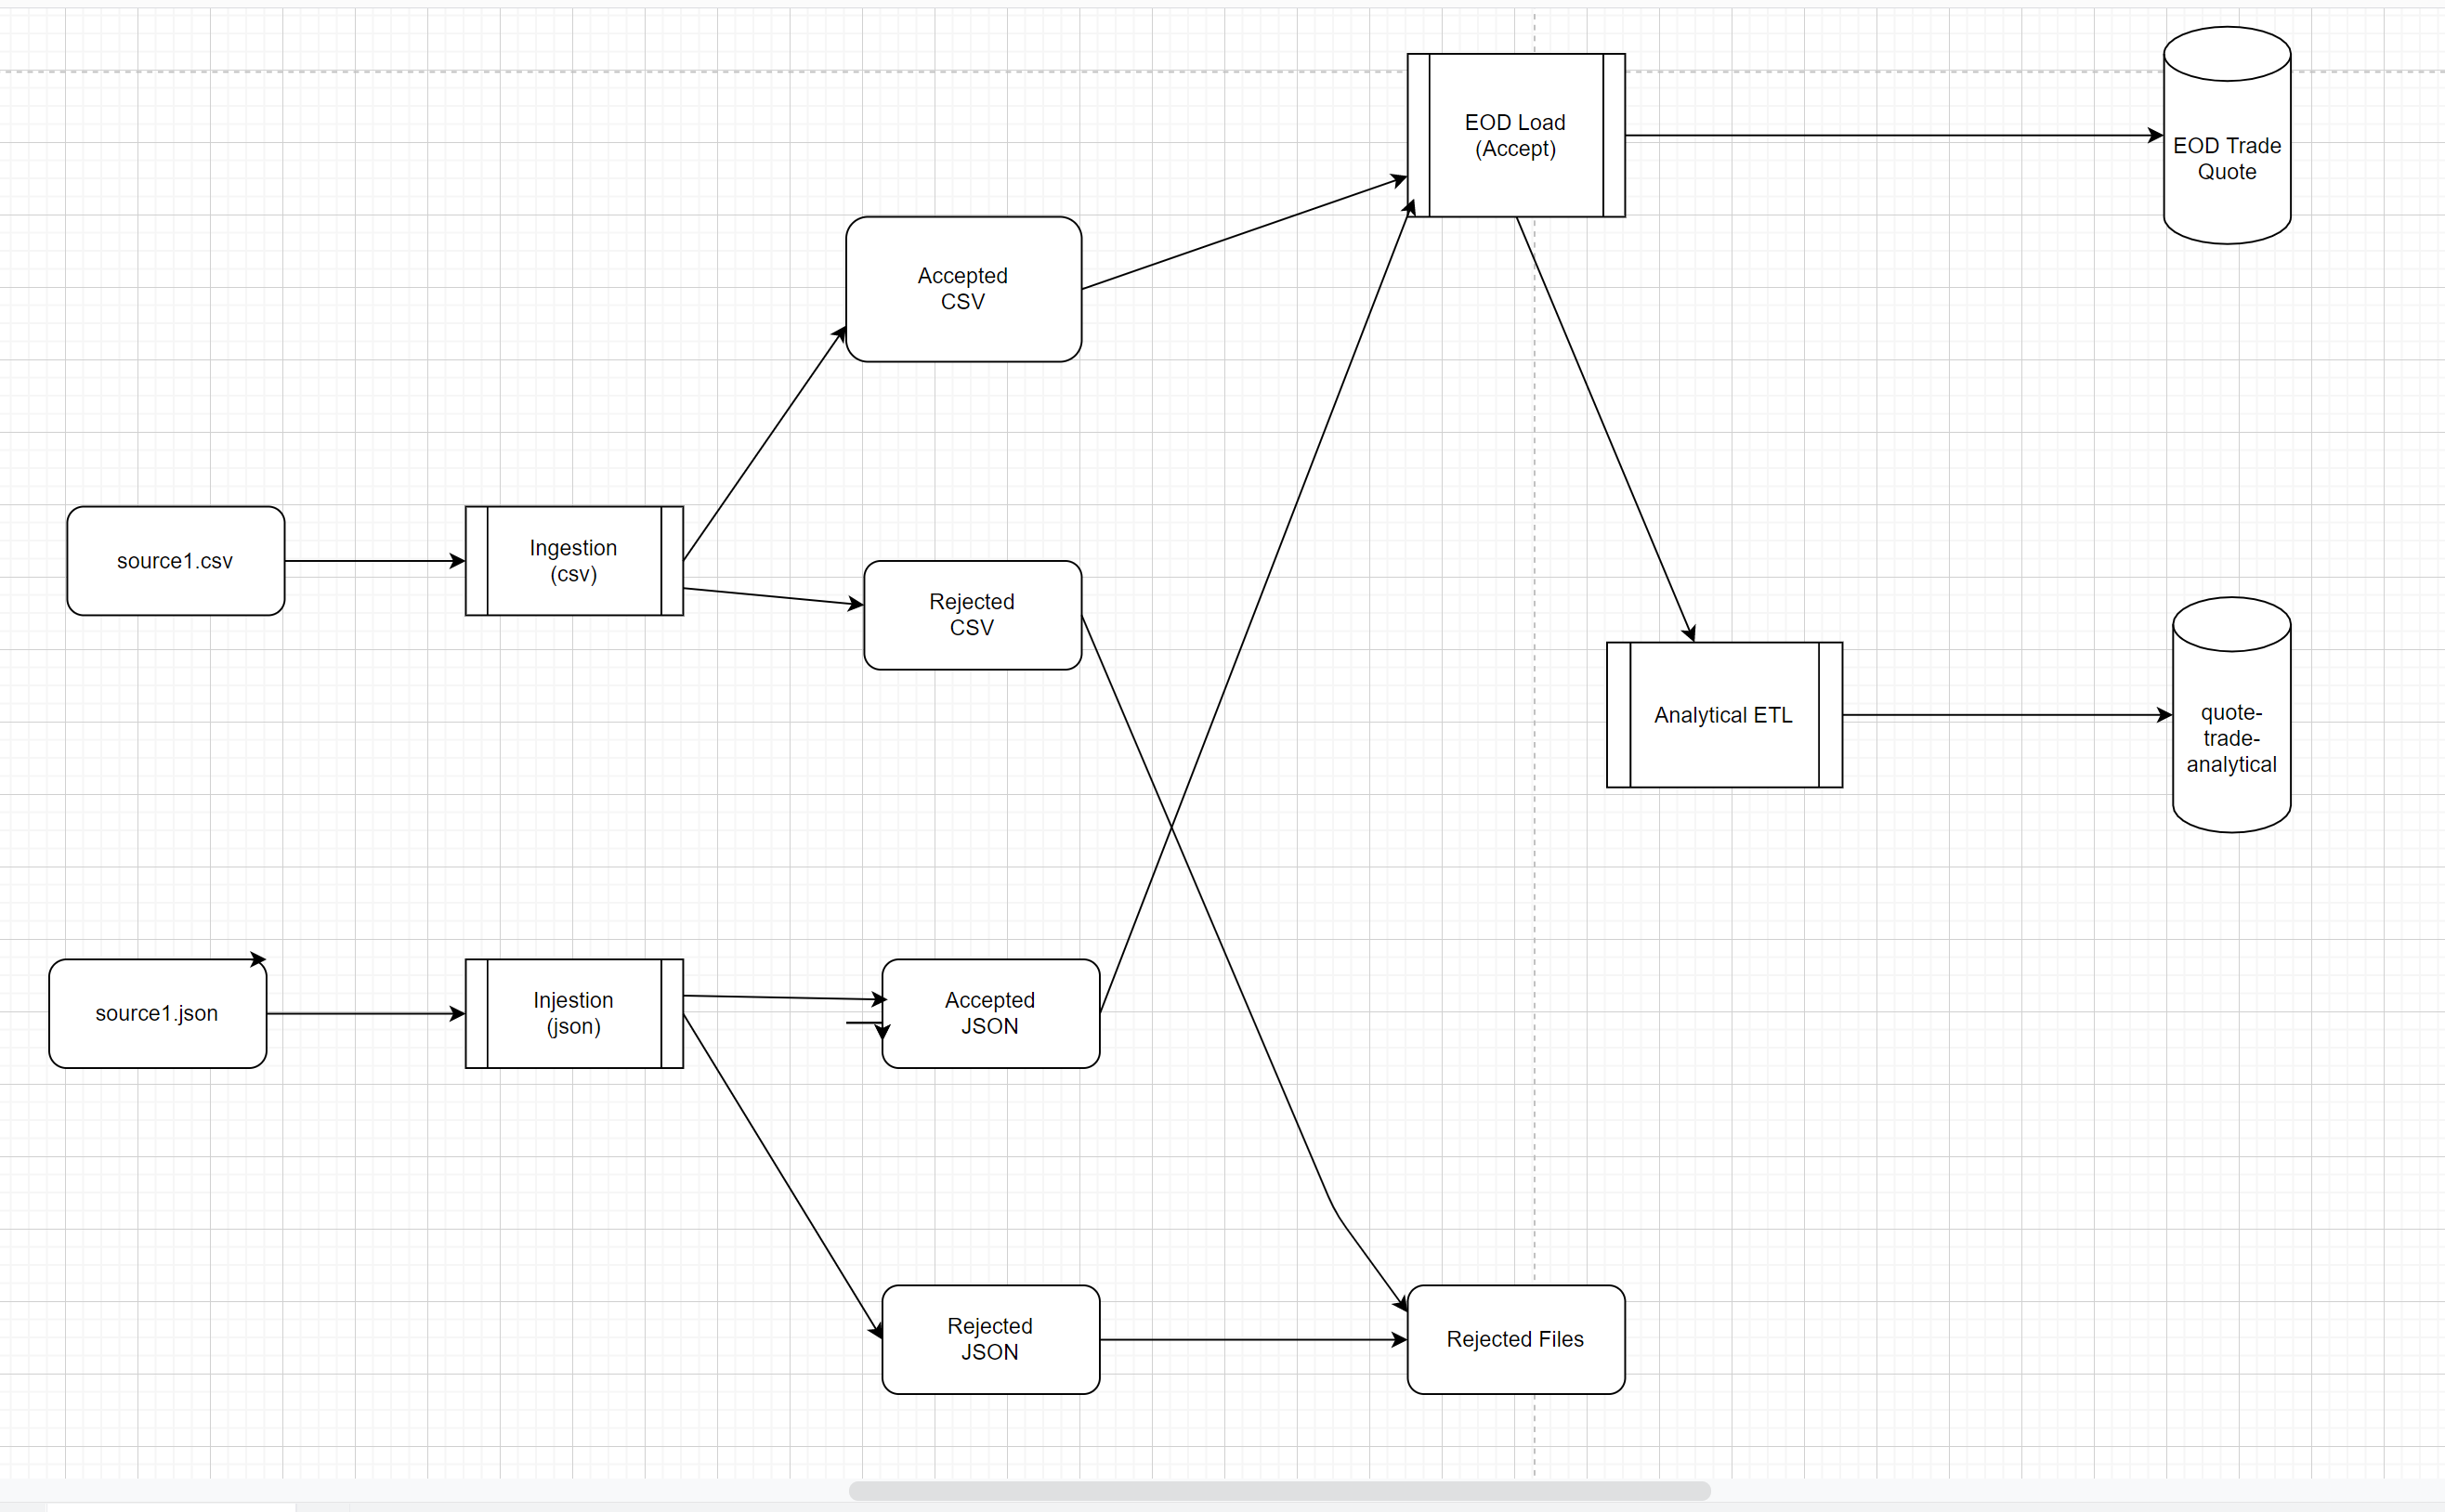 EOD Load
(Accept)
EOD Trade
Quote
Accepted
CSV
source1.csv
Ingestion
(csv)
Rejected
CSV
Analytical ETL
quote-
trade-
analytical
source1.json
Injestion
(json)
Accepted
JSON
Rejected
JSON
Rejected Files